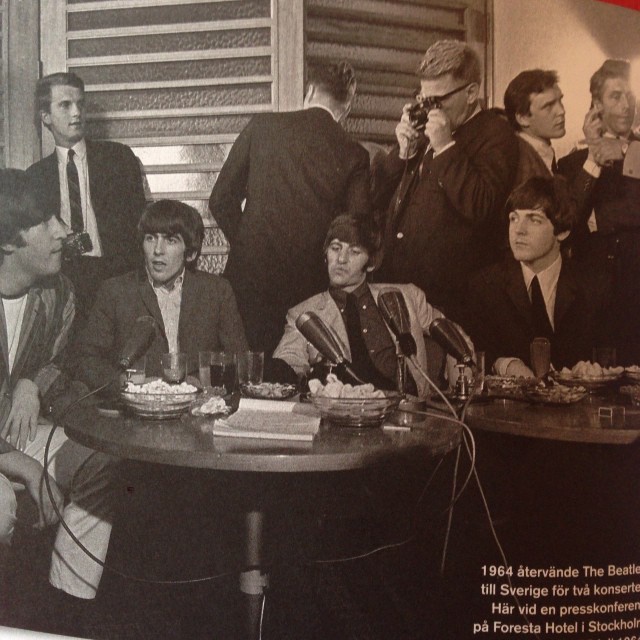 1964 återvände The Beatle
till Sverige för två konserte
Här vid en presskonferen
på Foresta Hotel i Stockhol